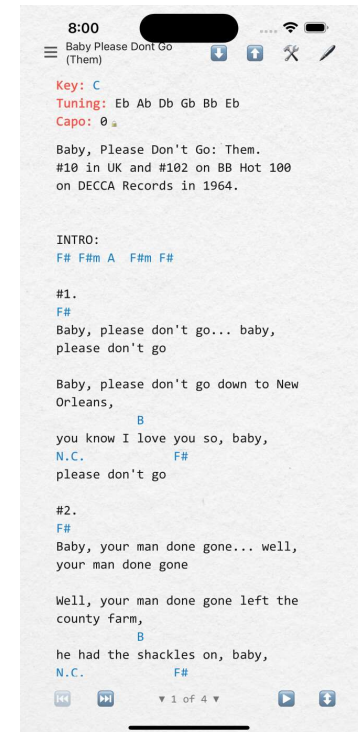 8:00
Baby Please Dont Go
(Them)
Key: C
Tuning: Eb Ab Db Gb Bb Eb
Capo: 0
Baby, Please Don't Go: Them.
#10 in UK and #102 on BB Hot 100
on DECCA Records in 1964.
INTRO:
F# F#m A F#m F#
#1.
F#
Baby, please don't go... baby,
please don't go
Baby, please don't go down to New
Orleans,
B
you know I love you so, baby,
N.C. F#
please don't go
#2.
F#
Baby, your man done gone... well,
your man done gone
Well, your man done gone left the
county farm,
B
he had the shackles on, baby,
N.C. F#
▼ 1 of 4 ▼